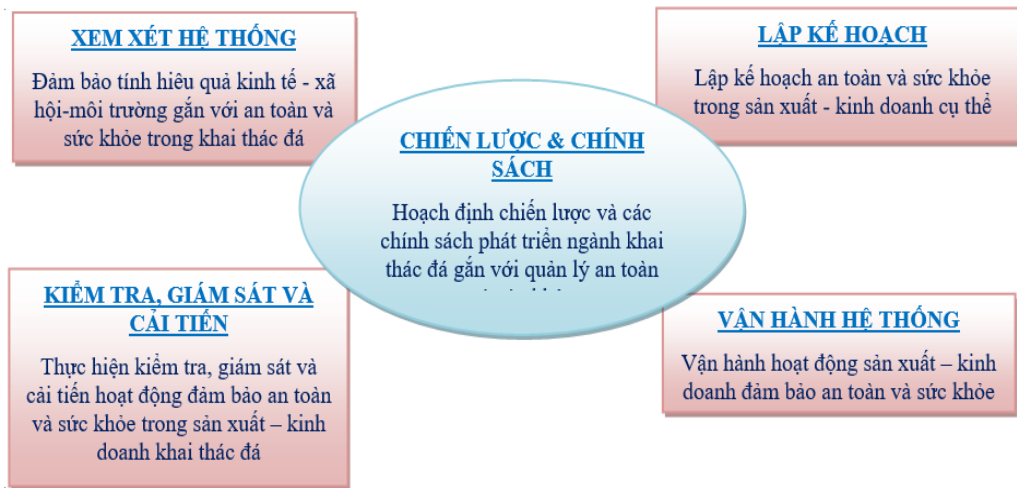 XEM XÉT HỆ THỐNG
Đảm bảo tính hiêu quả kinh tế - xã
hội-môi trường gắn với an toàn và
sức khỏe trong khai thác đá
LẬP KẾ HOẠCH
Lập kế hoạch an toàn và sức khỏe
trong sản xuất - kinh doanh cụ thể
CHIẾN LƯỢC & CHÍNH
SÁCH
Hoạch định chiến lược và các
chính sách phát triển ngành khai
thác đá gắn với quản lý an toàn
KIỂM TRA, GIÁM SÁT VÀ
CẢI TIẾN
Thực hiện kiểm tra, giám sát và
cải tiến hoạt động đảm bảo an toàn
và sức khỏe trong sản xuất – kinh
doanh khai thác đá
VẬN HÀNH HỆ THỐNG
Vận hành hoạt động sản xuất – kinh
doanh đảm bảo an toàn và sức khỏe